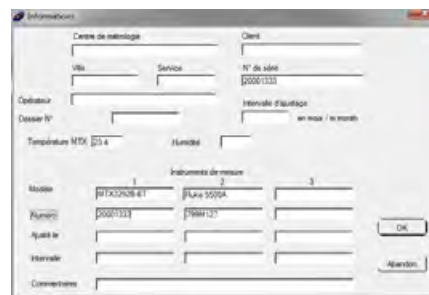 Informations
Centre de métrologie Client
Ville Service N° de série
20001333
Opérateur Intervalle d'ajustage
Dossier N° en mois / in month
Température MTX 23.4 Humidité
Instruments de mesure
1 2 3
Modèle MTX3292B-BT Fluke 5500A
Numéro 20001333
Ajusté le
Intervalle
Commentaires
OK
Abandon